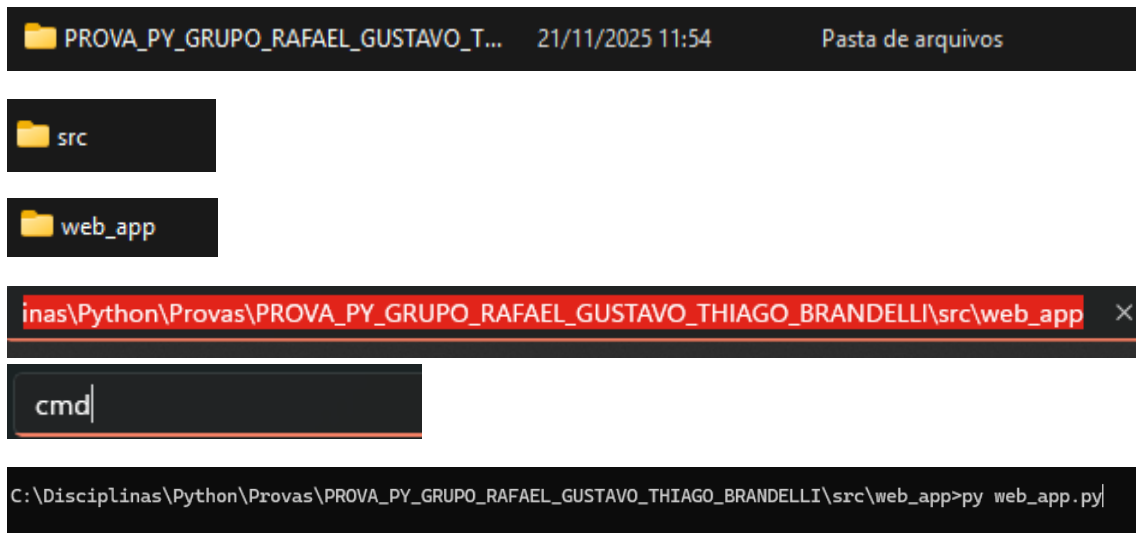 PROVA_PY_GRUPO_RAFAEL_GUSTAVO_T... 21/11/2025 11:54 Pasta de arquivos
src
web_app
inas\Python\Provas\PROVA_PY_GRUPO_RAFAEL_GUSTAVO_THIAGO_BRANDELLI\src\web_app
cmd
C:\Disciplinas\Python\Provas\PROVA_PY_GRUPO_RAFAEL_GUSTAVO_THIAGO_BRANDELLI\src\web_app>py web_app.py